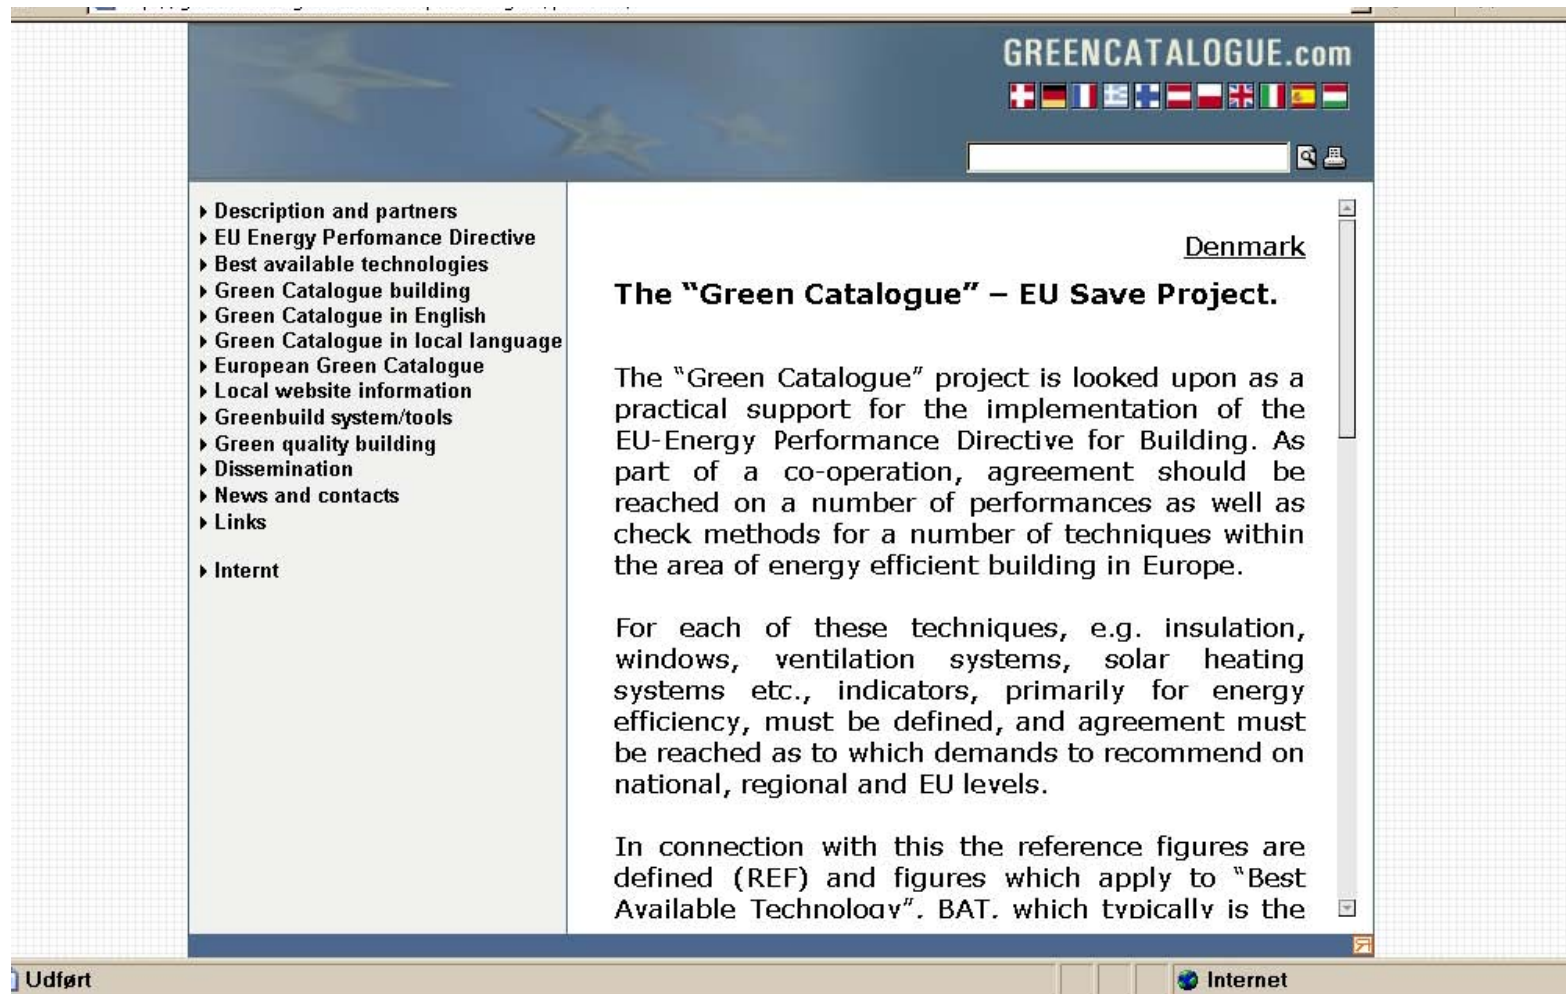 GREENCATALOGUE.com
Description and partners
EU Energy Perfomance Directive
Best available technologies
Green Catalogue building
Green Catalogue in English
Green Catalogue in local language
European Green Catalogue
Local website information
Greenbuild system/tools
Green quality building
Dissemination
News and contacts
Links
Internt
Denmark
The “Green Catalogue” – EU Save Project.
The “Green Catalogue” project is looked upon as a
practical support for the implementation of the
EU-Energy Performance Directive for Building. As
part of a co-operation, agreement should be
reached on a number of performances as well as
check methods for a number of techniques within
the area of energy efficient building in Europe.
For each of these techniques, e.g. insulation,
windows, ventilation systems, solar heating
systems etc., indicators, primarily for energy
efficiency, must be defined, and agreement must
be reached as to which demands to recommend on
national, regional and EU levels.
In connection with this the reference figures are
defined (REF) and figures which apply to “Best
Available Technology”. BAT. which typically is the
Udført
Internet